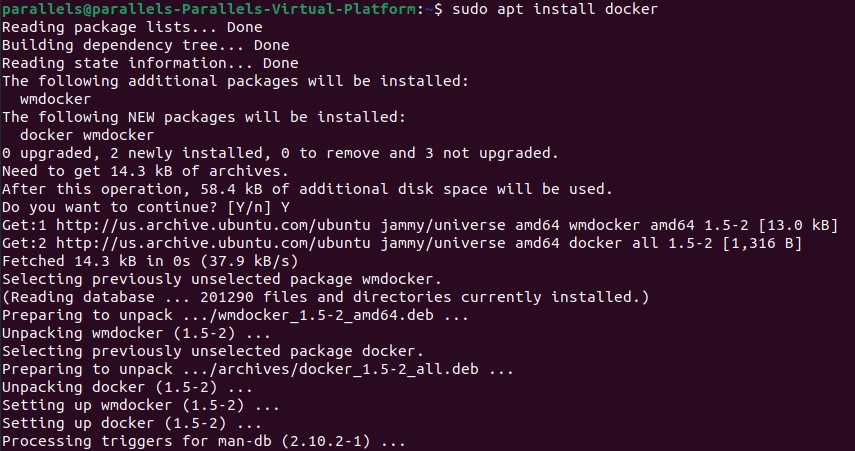 parallels@parallels-Parallels-Virtual-Platform:~$ sudo apt install docker
Reading package lists... Done
Building dependency tree... Done
Reading state information... Done
The following additional packages will be installed:
  wmdocker
The following NEW packages will be installed:
  docker wmdocker
0 upgraded, 2 newly installed, 0 to remove and 3 not upgraded.
Need to get 14.3 kB of archives.
After this operation, 58.4 kB of additional disk space will be used.
Do you want to continue? [Y/n] Y
Get:1 http://us.archive.ubuntu.com/ubuntu jammy/universe amd64 wmdocker amd64 1.5-2 [13.0 kB]
Get:2 http://us.archive.ubuntu.com/ubuntu jammy/universe amd64 docker all 1.5-2 [1,316 B]
Fetched 14.3 kB in 0s (37.9 kB/s)
Selecting previously unselected package wmdocker.
(Reading database ... 201290 files and directories currently installed.)
Preparing to unpack .../wmdocker_1.5-2_amd64.deb ...
Unpacking wmdocker (1.5-2) ...
Selecting previously unselected package docker.
Preparing to unpack .../archives/docker_1.5-2_all.deb ...
Unpacking docker (1.5-2) ...
Setting up wmdocker (1.5-2) ...
Setting up docker (1.5-2) ...
Processing triggers for man-db (2.10.2-1) ...